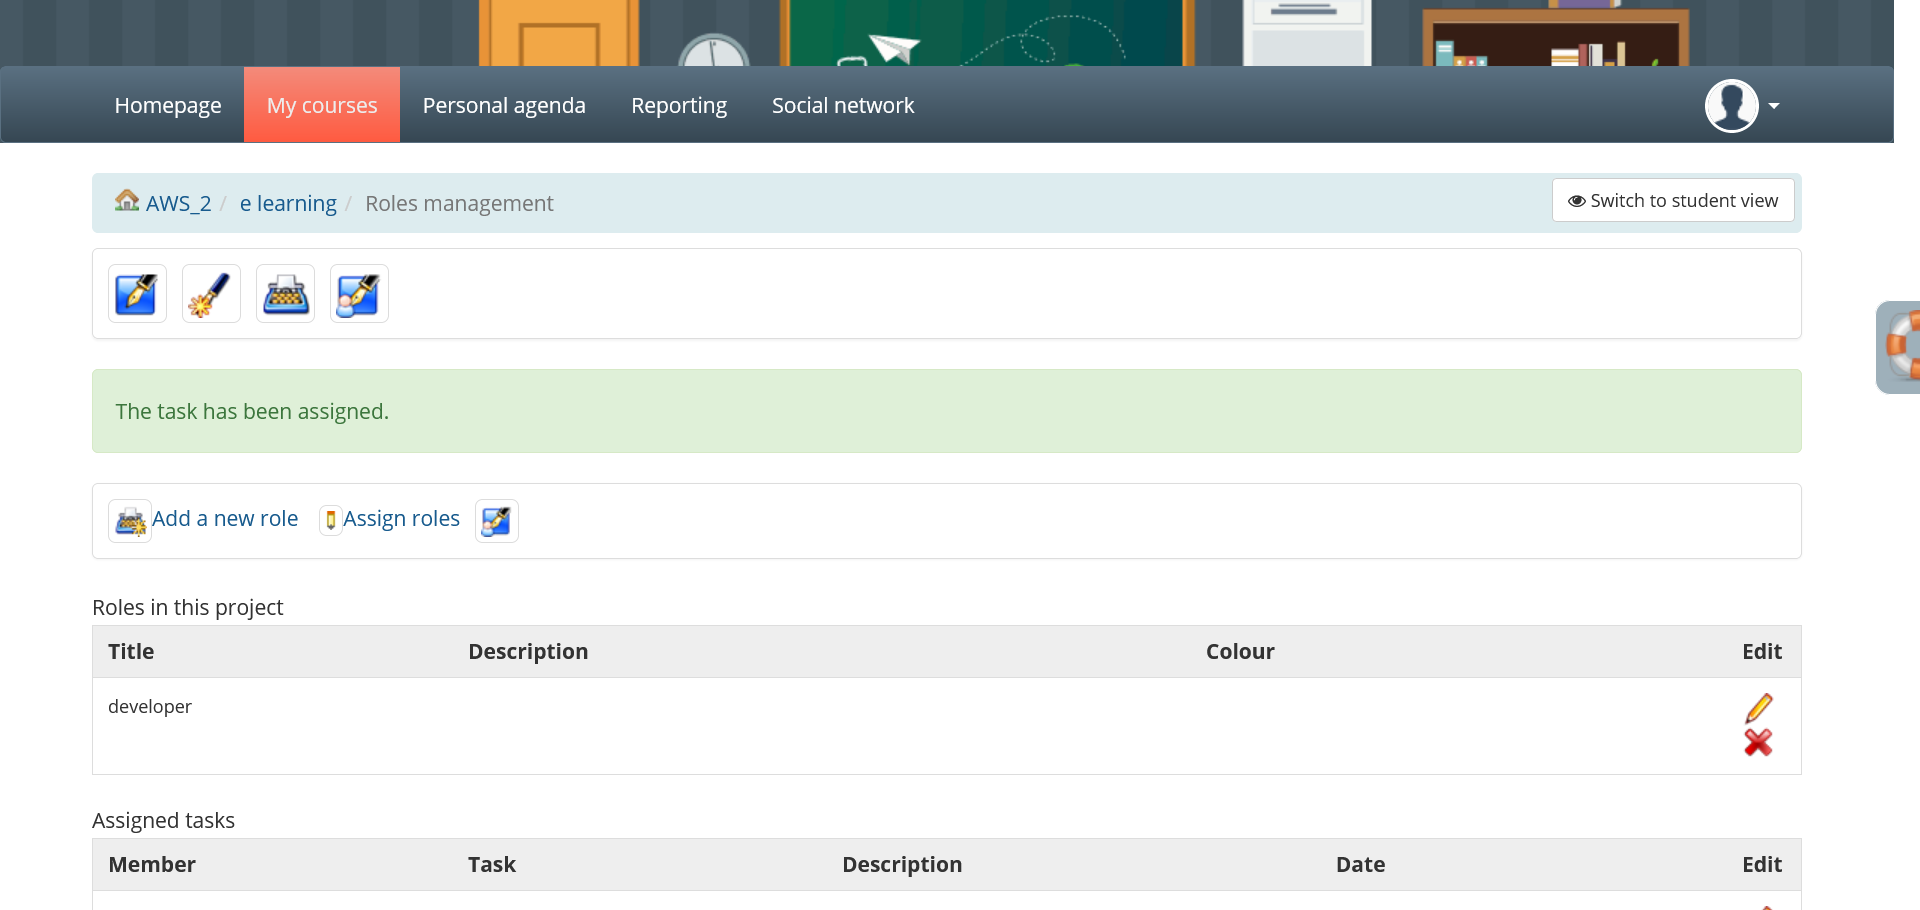 Homepage My courses Personal agenda Reporting Social network
AWS_2 / e learning / Roles management Switch to student view
The task has been assigned.
Add a new role Assign roles
Roles in this project
Title Description Colour Edit
developer
Assigned tasks
Member Task Description Date Edit